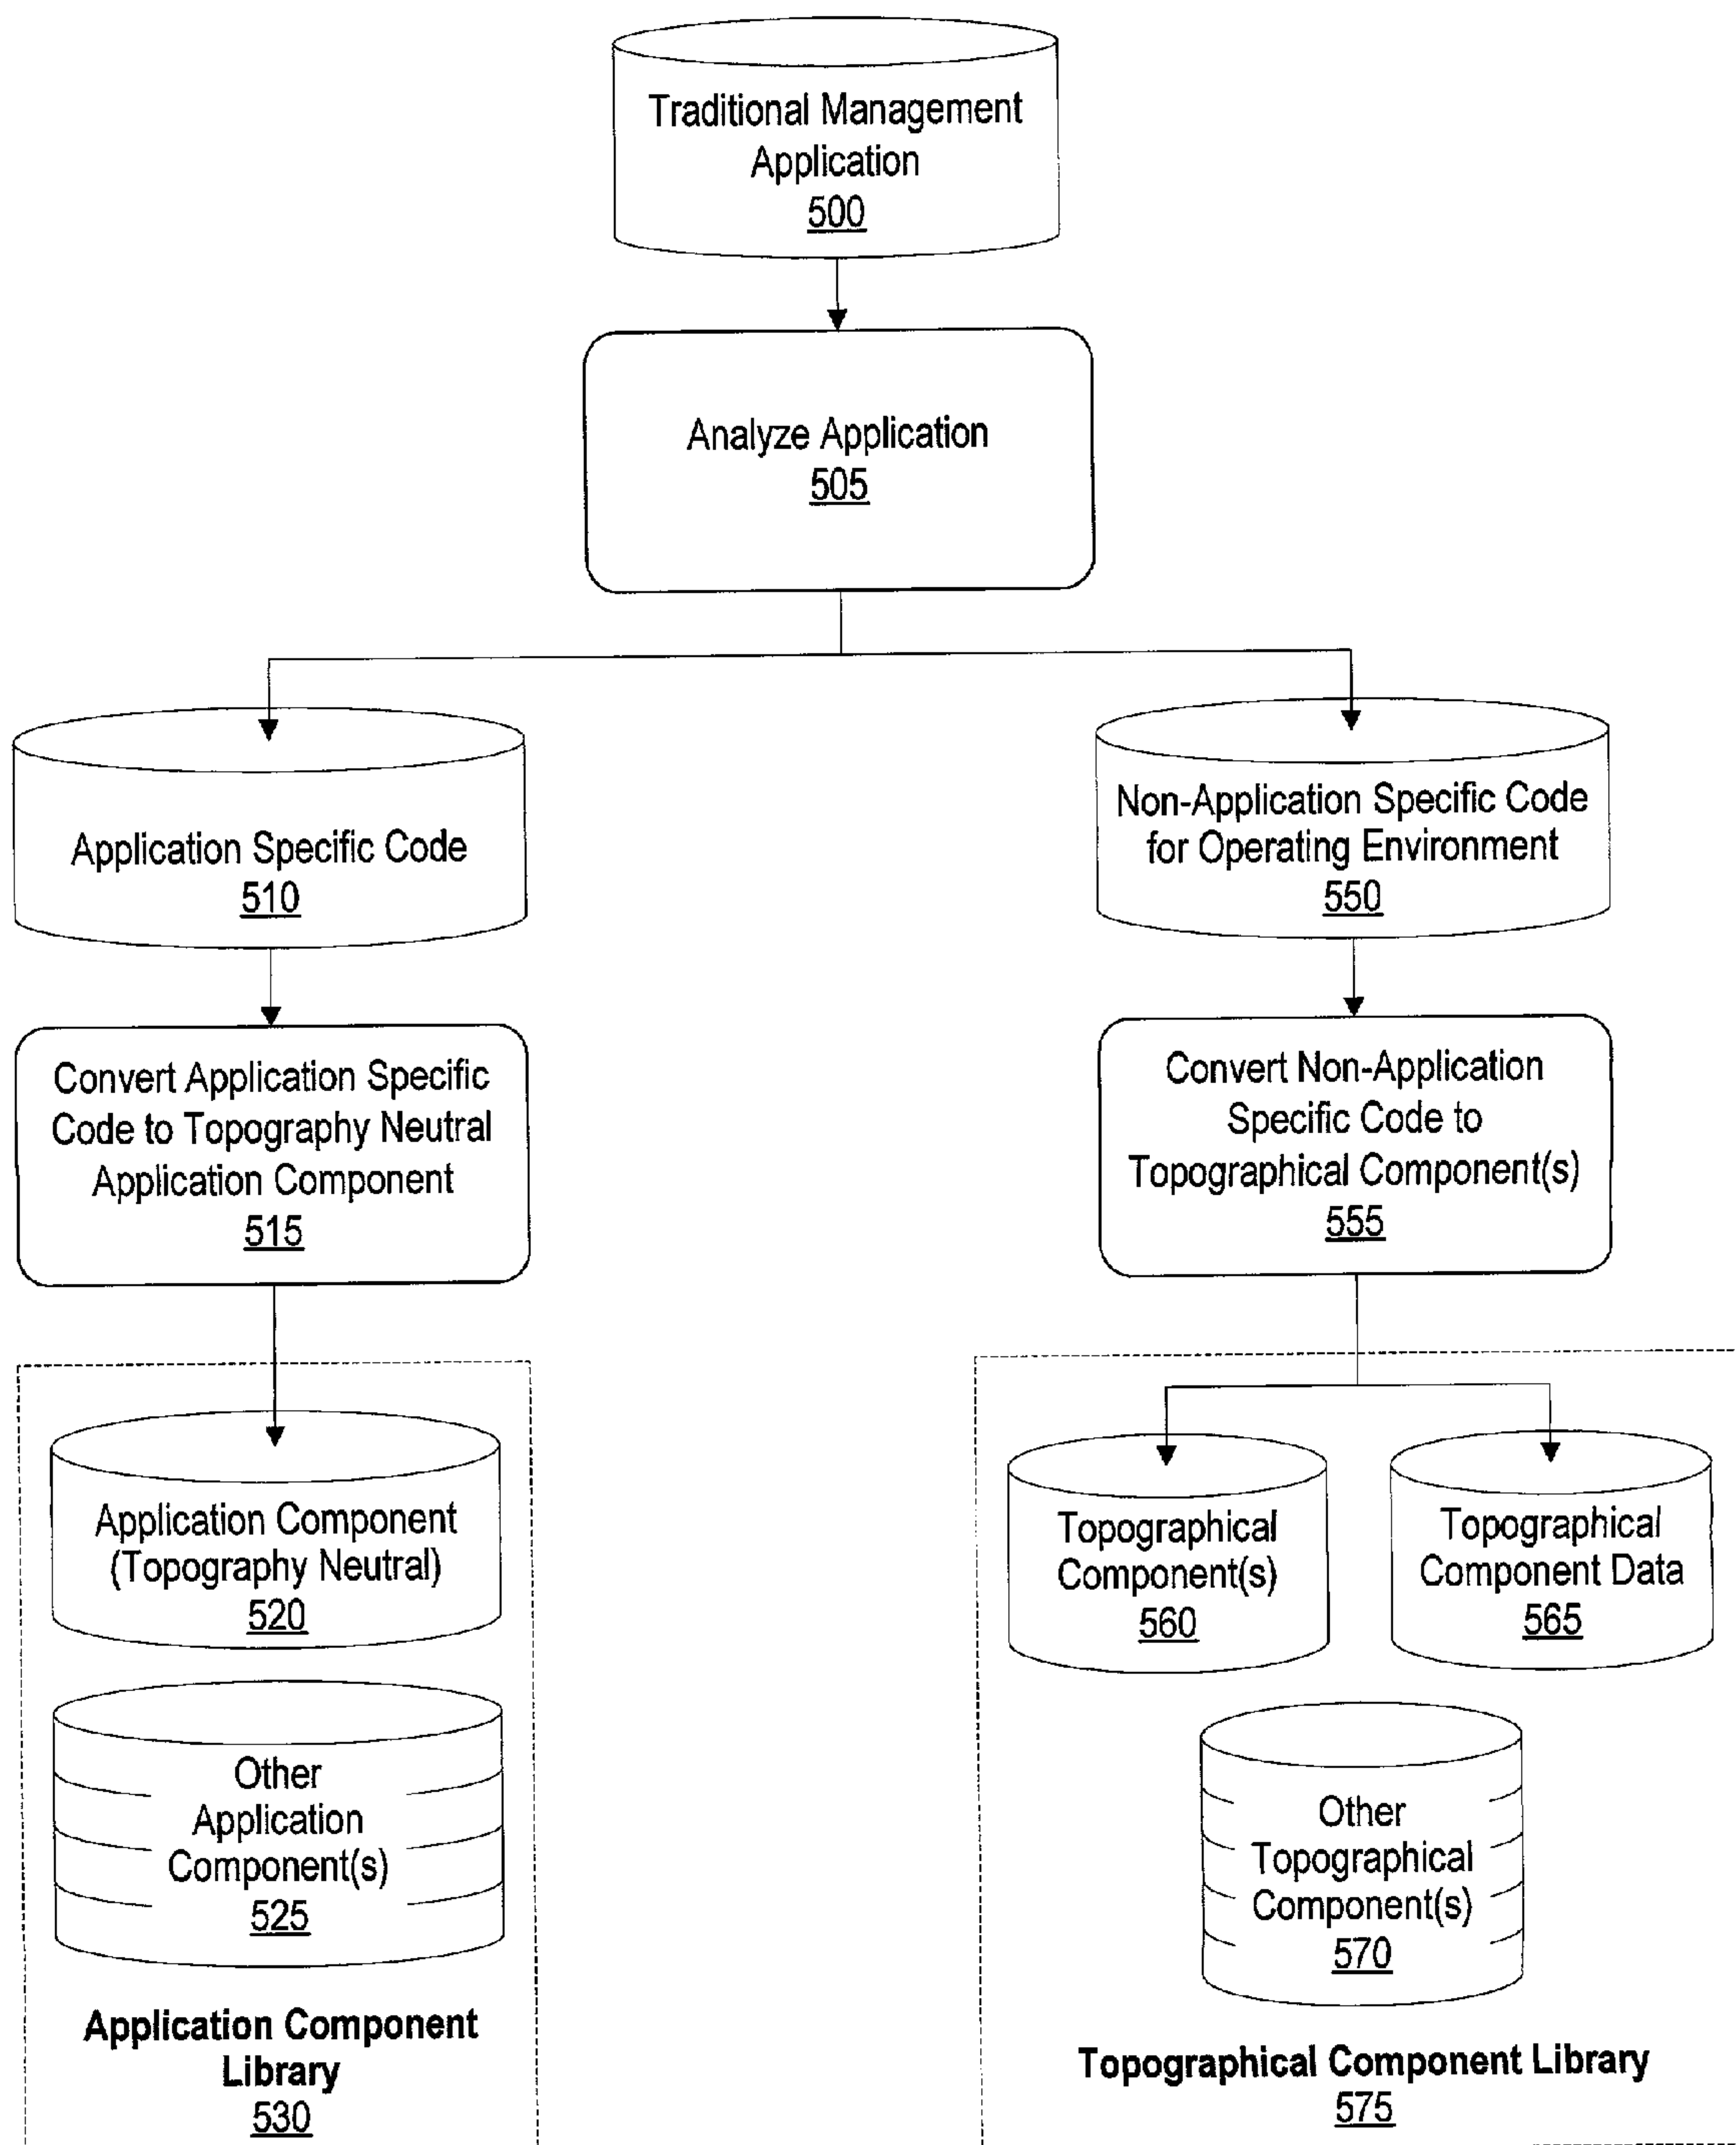 Traditional Management
Application
500
Analyze Application
505
Application Specific Code
510
Non-Application Specific Code
for Operating Environment
550
Convert Application Specific
Code to Topography Neutral
Application Component
515
Convert Non-Application
Specific Code to
Topographical Component(s)
555
Application Component
(Topography Neutral)
520
Topographical
Component(s)
560
Topographical
Component Data
565
Other
Application
Component(s)
525
Other
Topographical
Component(s)
570
Application Component
Library
530
Topographical Component Library
575